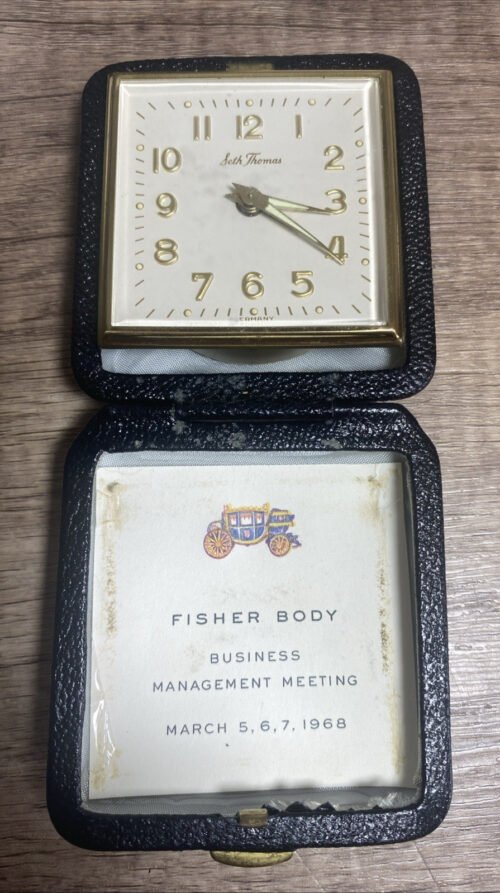 11 12 1
10 Seth Thomas 2
9 3
8 4
7 6 5
GERMANY
FISHER BODY
BUSINESS
MANAGEMENT MEETING
MARCH 5, 6, 7, 1968